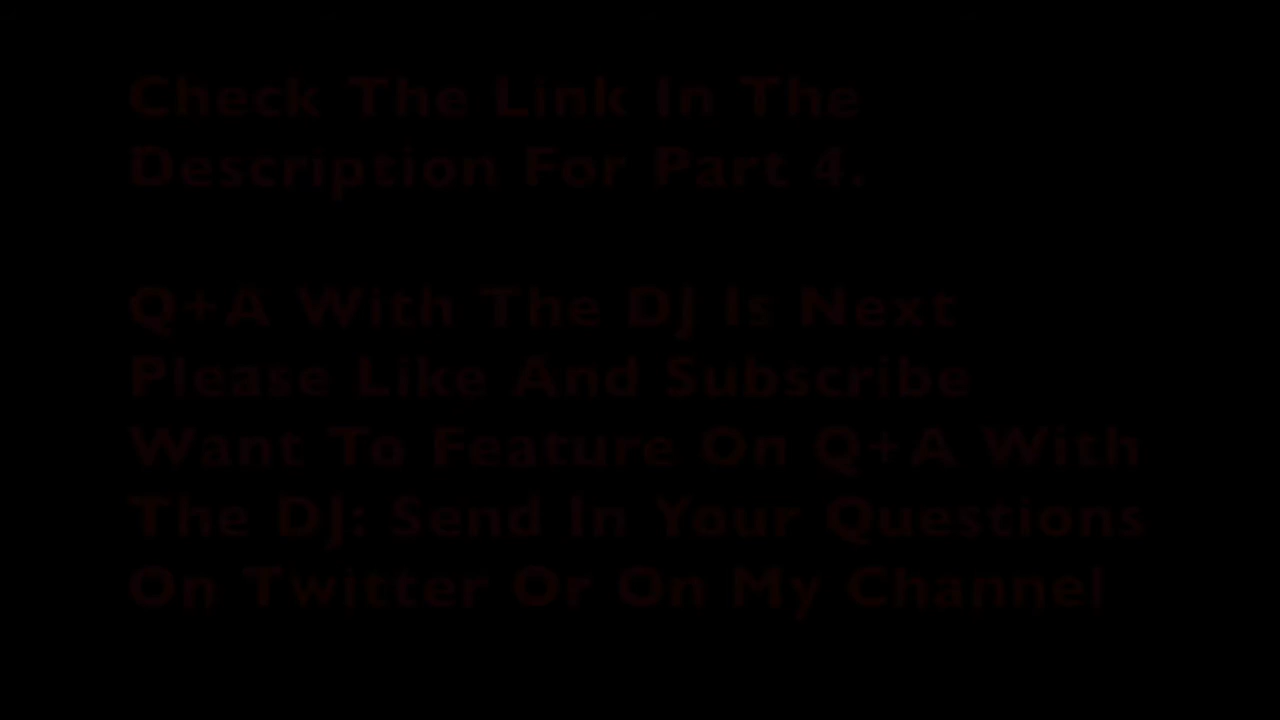 Check The Link In The
Description For Part 4.
Q+A With The DJ Is Next
Please Like And Subscribe
Want To Feature On Q+A With
The DJ: Send In Your Questions
On Twitter Or On My Channel